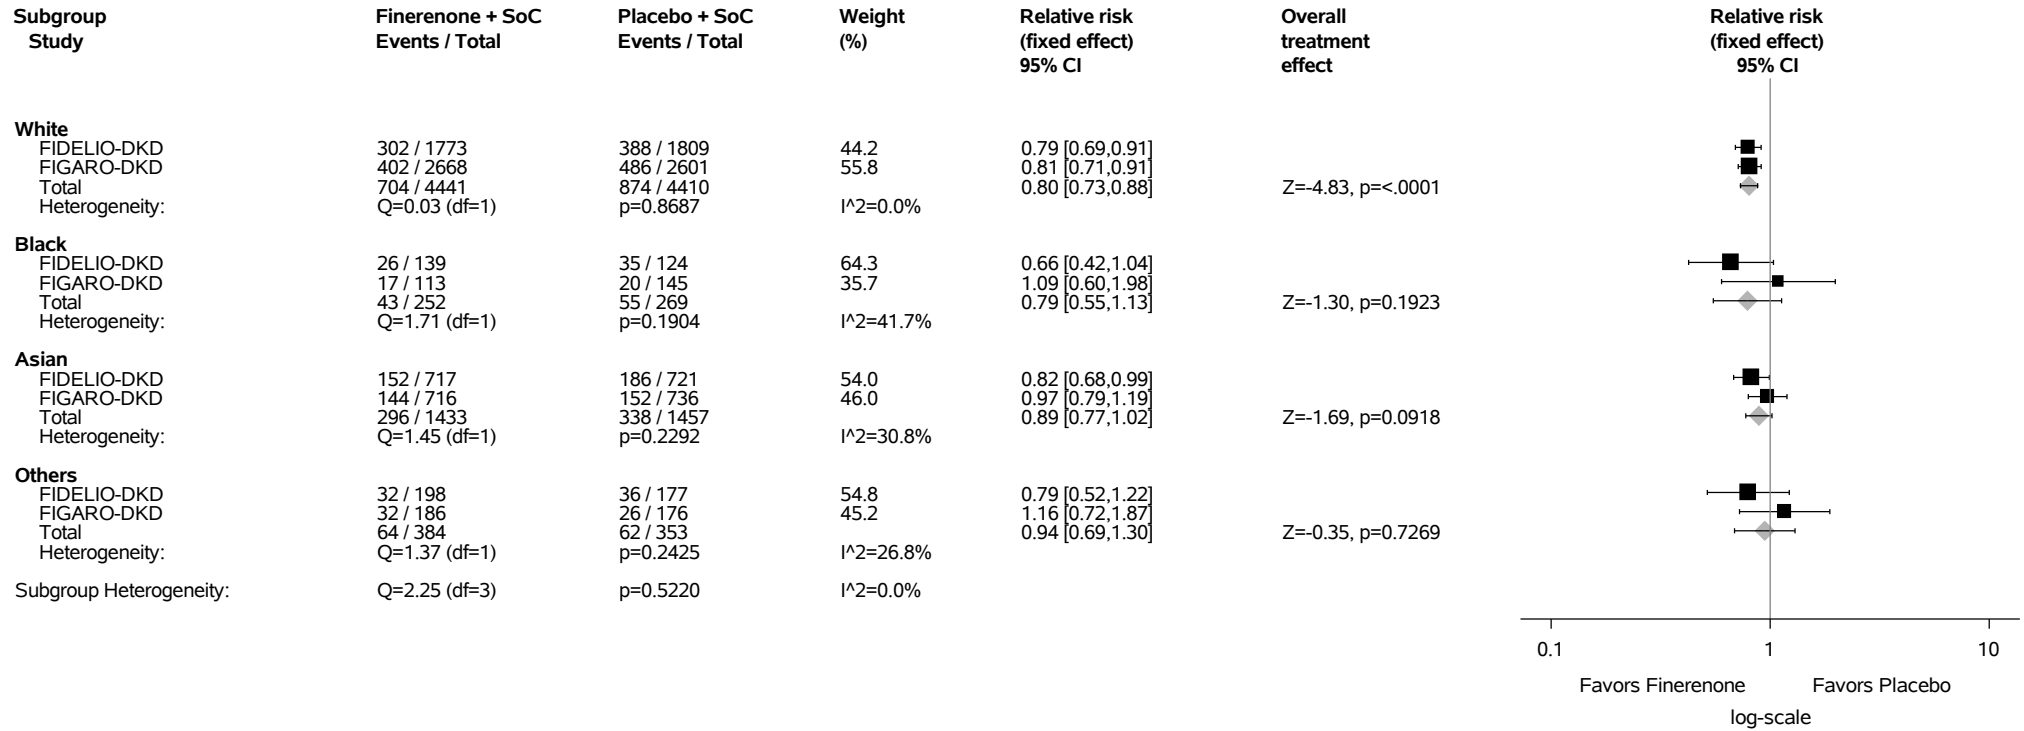 Subgroup Finerenone + SoC Placebo + SoC Weight Relative risk Overall Relative risk
Study Events / Total Events / Total (%) (fixed effect) treatment (fixed effect)
95% CI effect 95% CI
White
FIDELIO-DKD 302 / 1773 388 / 1809 44.2 0.79 [0.69,0.91]
FIGARO-DKD 402 / 2668 486 / 2601 55.8 0.81 [0.71,0.91]
Total 704 / 4441 874 / 4410 0.80 [0.73,0.88] Z=-4.83, p=<.0001
Heterogeneity: Q=0.03 (df=1) p=0.8687 I^2=0.0%
Black
FIDELIO-DKD 26 / 139 35 / 124 64.3 0.66 [0.42,1.04]
FIGARO-DKD 17 / 113 20 / 145 35.7 1.09 [0.60,1.98]
Total 43 / 252 55 / 269 0.79 [0.55,1.13] Z=-1.30, p=0.1923
Heterogeneity: Q=1.71 (df=1) p=0.1904 I^2=41.7%
Asian
FIDELIO-DKD 152 / 717 186 / 721 54.0 0.82 [0.68,0.99]
FIGARO-DKD 144 / 716 152 / 736 46.0 0.97 [0.79,1.19]
Total 296 / 1433 338 / 1457 0.89 [0.77,1.02] Z=-1.69, p=0.0918
Heterogeneity: Q=1.45 (df=1) p=0.2292 I^2=30.8%
Others
FIDELIO-DKD 32 / 198 36 / 177 54.8 0.79 [0.52,1.22]
FIGARO-DKD 32 / 186 26 / 176 45.2 1.16 [0.72,1.87]
Total 64 / 384 62 / 353 0.94 [0.69,1.30] Z=-0.35, p=0.7269
Heterogeneity: Q=1.37 (df=1) p=0.2425 I^2=26.8%
Subgroup Heterogeneity: Q=2.25 (df=3) p=0.5220 I^2=0.0%
0.1 1 10
Favors Finerenone Favors Placebo
log-scale